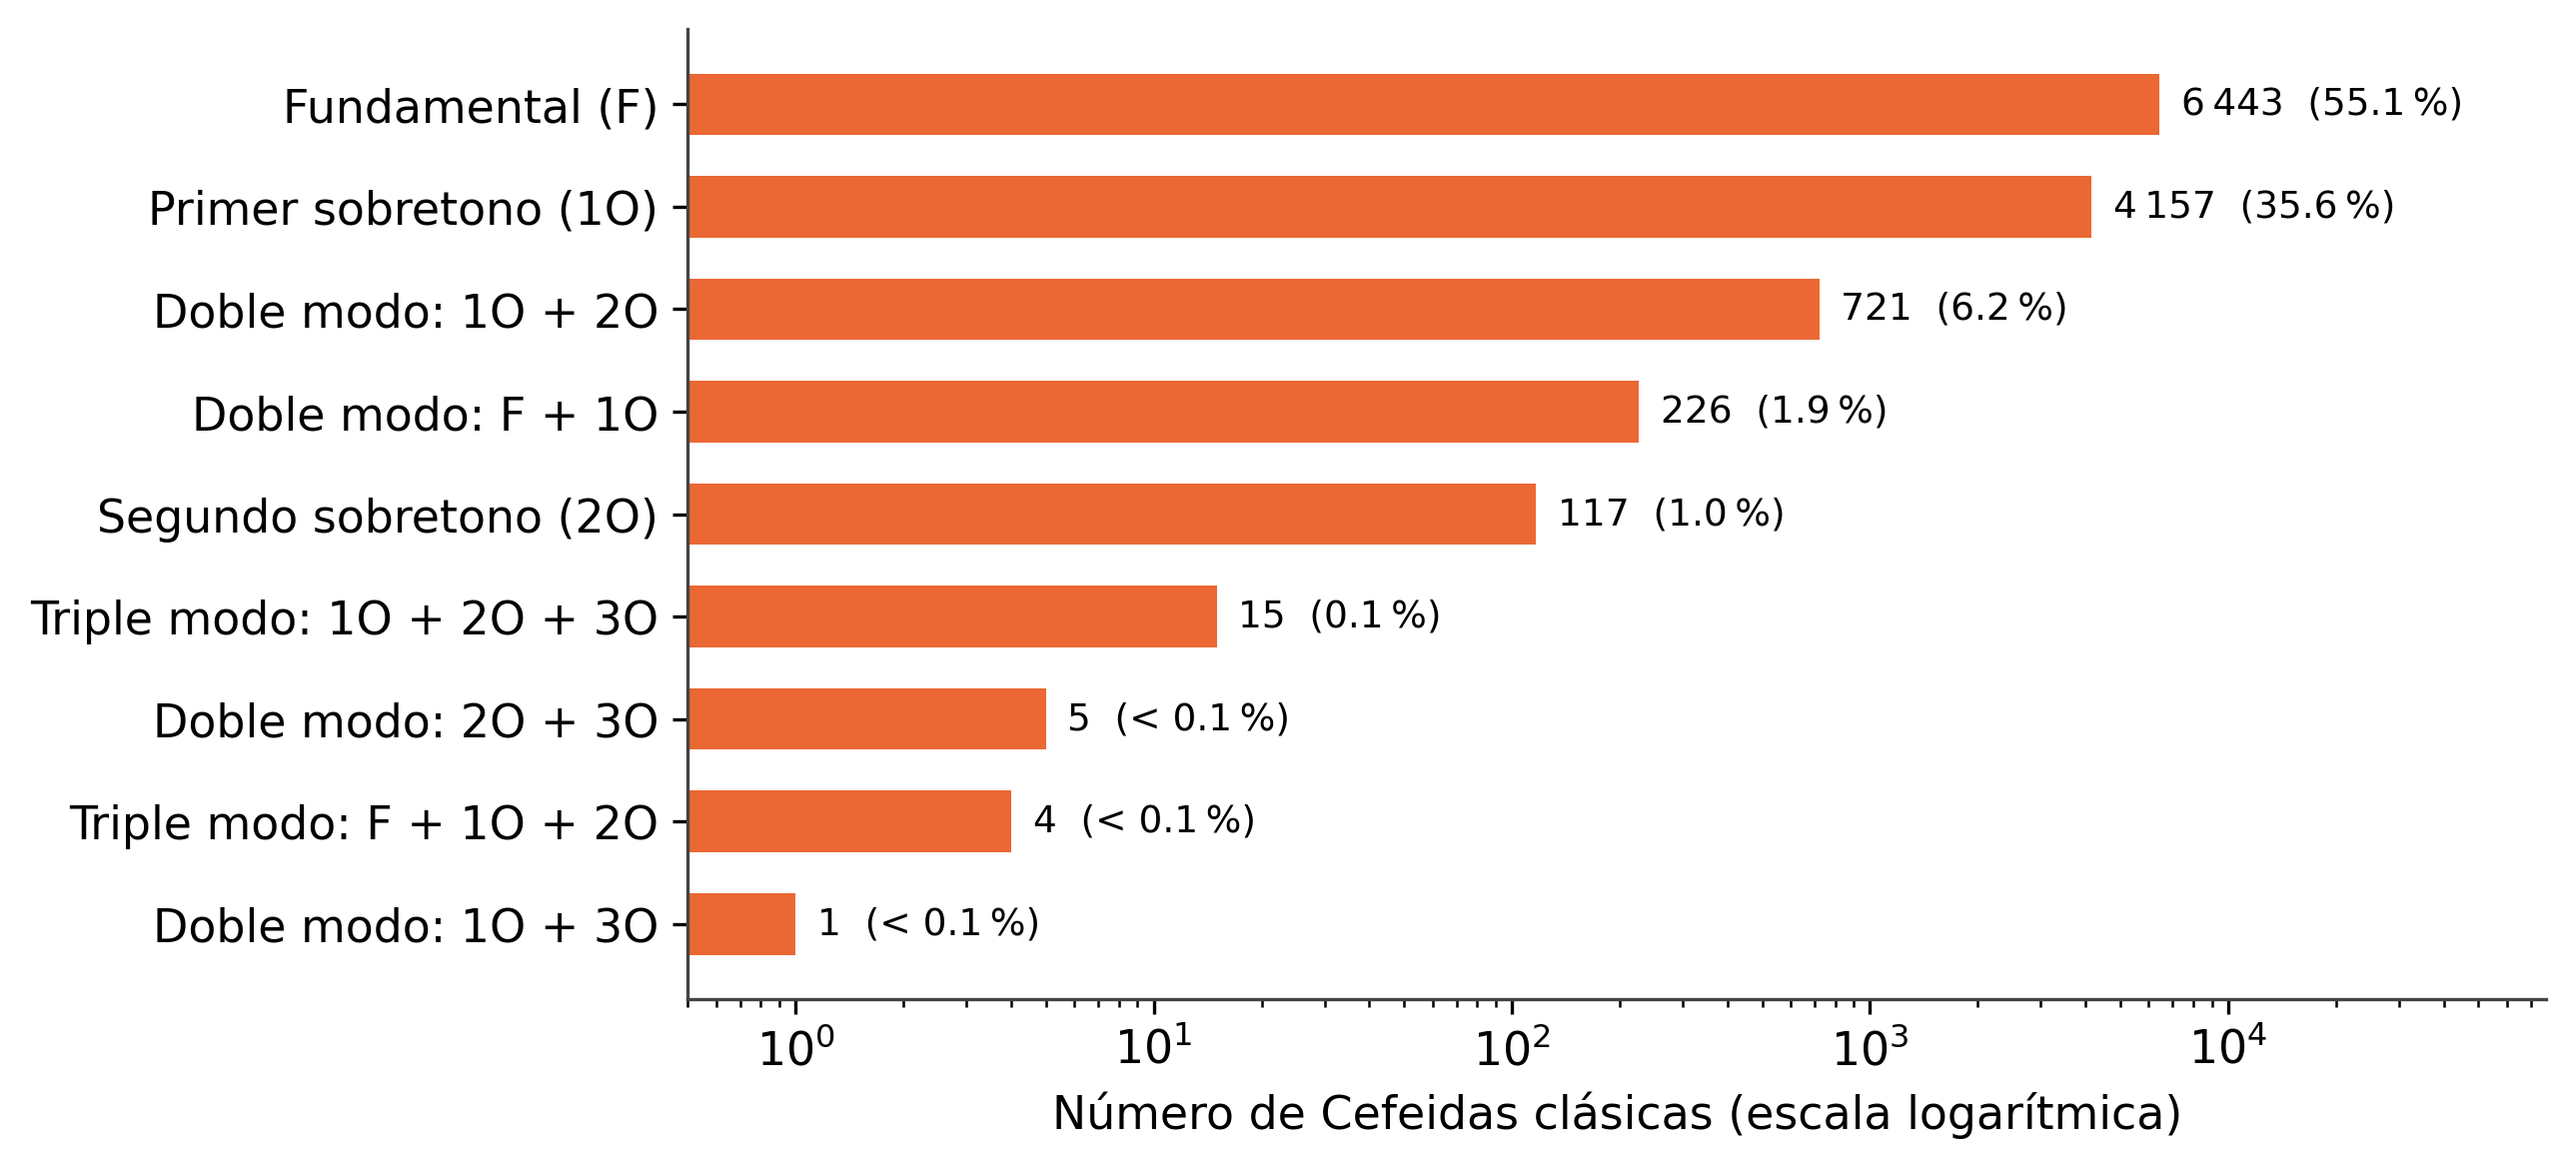 Fundamental (F) 6 443 (55.1 %)
Primer sobretono (1O) 4 157 (35.6 %)
Doble modo: 1O + 2O 721 (6.2 %)
Doble modo: F + 1O 226 (1.9 %)
Segundo sobretono (2O) 117 (1.0 %)
Triple modo: 1O + 2O + 3O 15 (0.1 %)
Doble modo: 2O + 3O 5 (< 0.1 %)
Triple modo: F + 1O + 2O 4 (< 0.1 %)
Doble modo: 1O + 3O 1 (< 0.1 %)
10⁰ 10¹ 10² 10³ 10⁴
Número de Cefeidas clásicas (escala logarítmica)